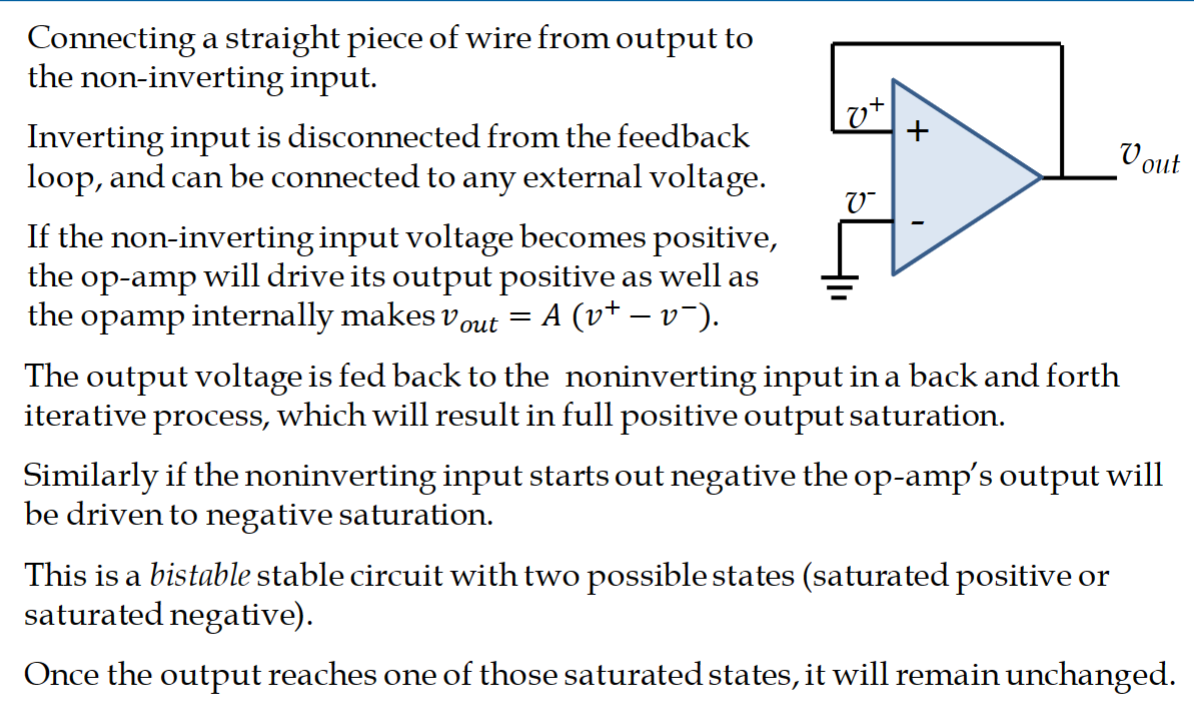 Connecting a straight piece of wire from output to
the non-inverting input.
Inverting input is disconnected from the feedback
loop, and can be connected to any external voltage.
If the non-inverting input voltage becomes positive,
the op-amp will drive its output positive as well as
the opamp internally makes v_out = A (v⁺ − v⁻).
The output voltage is fed back to the noninverting input in a back and forth
iterative process, which will result in full positive output saturation.
Similarly if the noninverting input starts out negative the op-amp's output will
be driven to negative saturation.
This is a bistable stable circuit with two possible states (saturated positive or
saturated negative).
Once the output reaches one of those saturated states, it will remain unchanged.
v⁺
+
v_out
v⁻
-